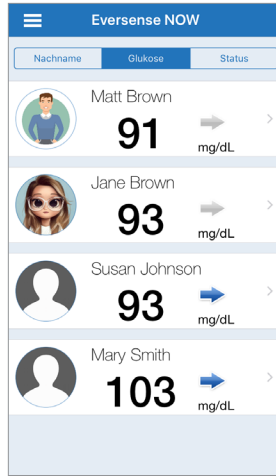 Eversense NOW
Nachname Glukose Status
Matt Brown
91
mg/dL
Jane Brown
93
mg/dL
Susan Johnson
93
mg/dL
Mary Smith
103
mg/dL